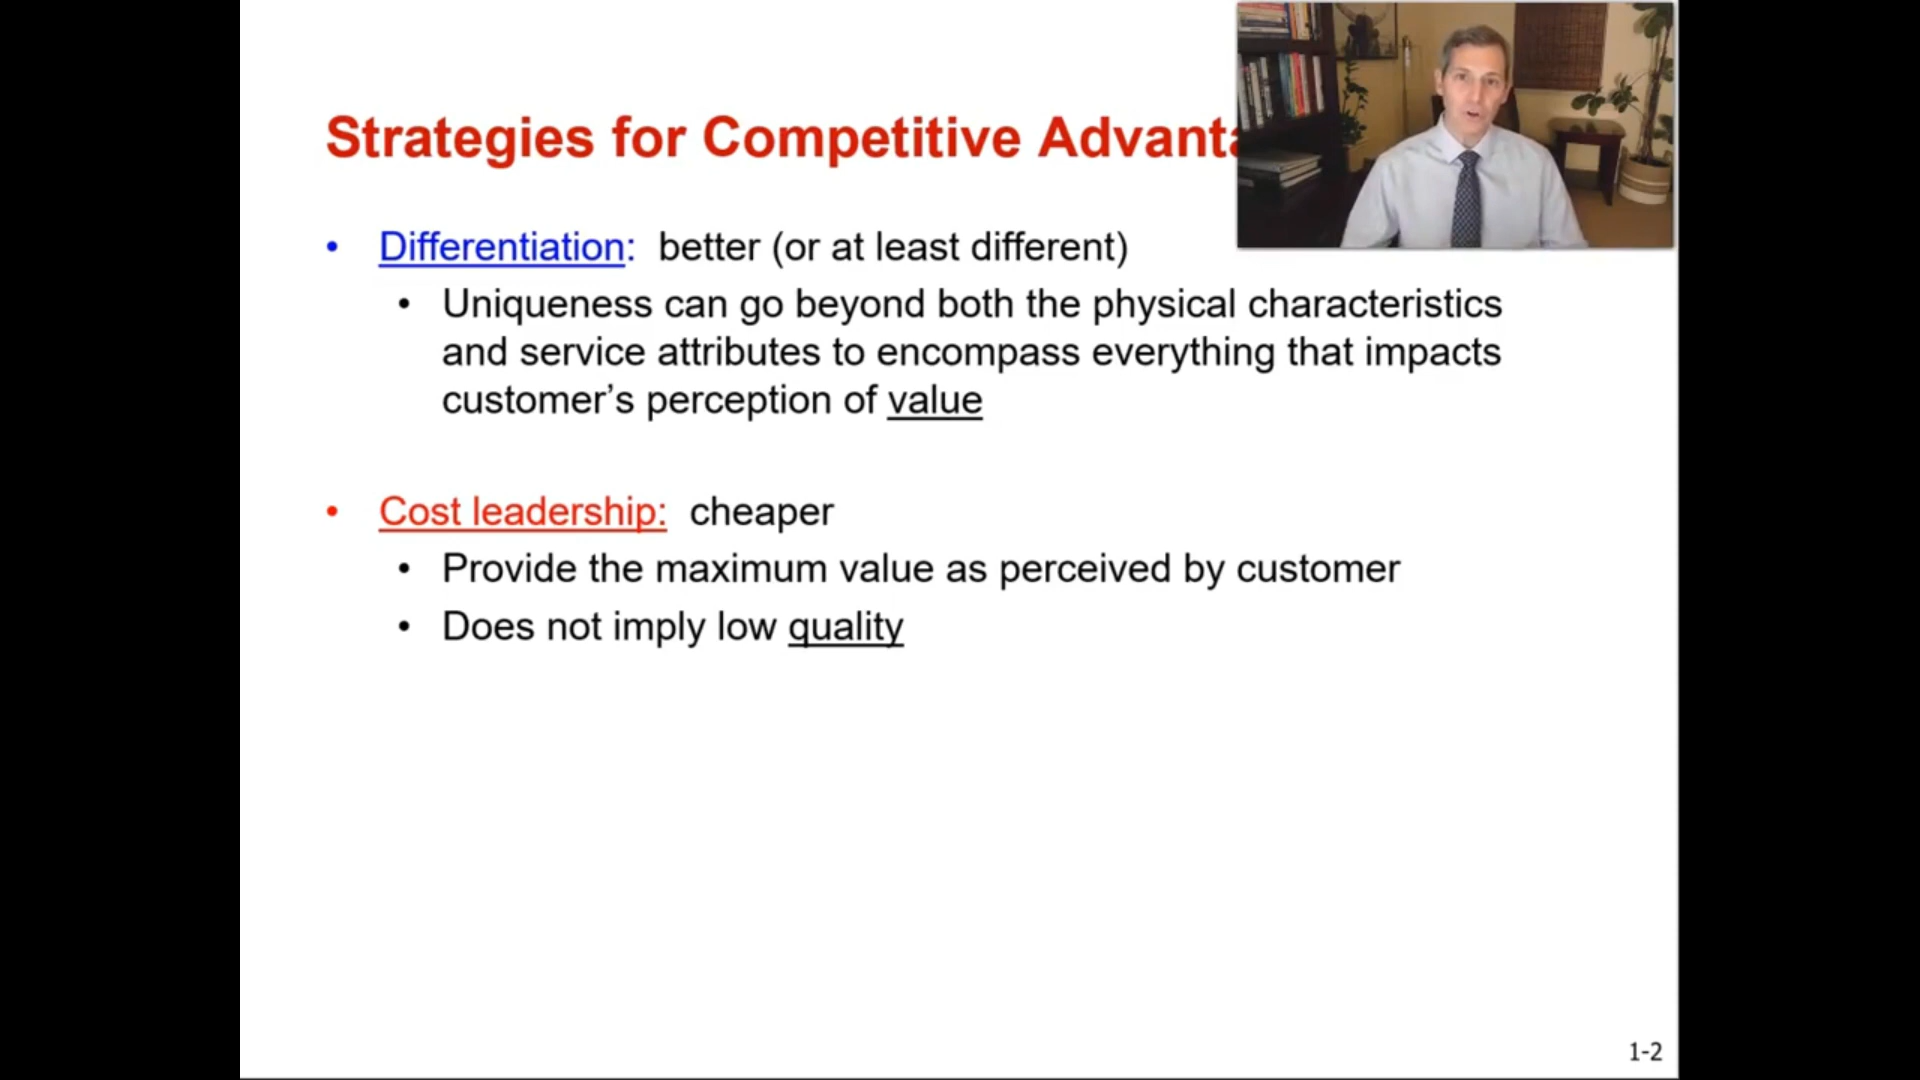 Strategies for Competitive Advanta
• Differentiation: better (or at least different)
• Uniqueness can go beyond both the physical characteristics
and service attributes to encompass everything that impacts
customer’s perception of value
• Cost leadership: cheaper
• Provide the maximum value as perceived by customer
• Does not imply low quality
1-2